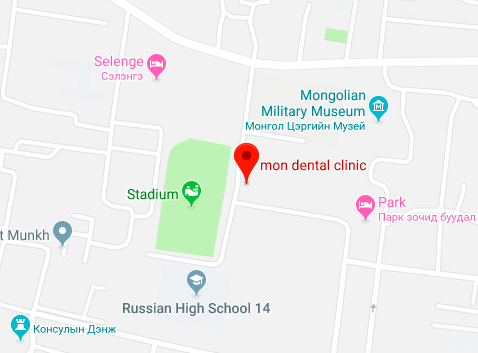 Selenge
Сэлэнгэ
Mongolian
Military Museum
Монгол Цэргийн Музей
mon dental clinic
Stadium
Park
Парк зочид буудал
t Munkh
Russian High School 14
Консулын Дэнж